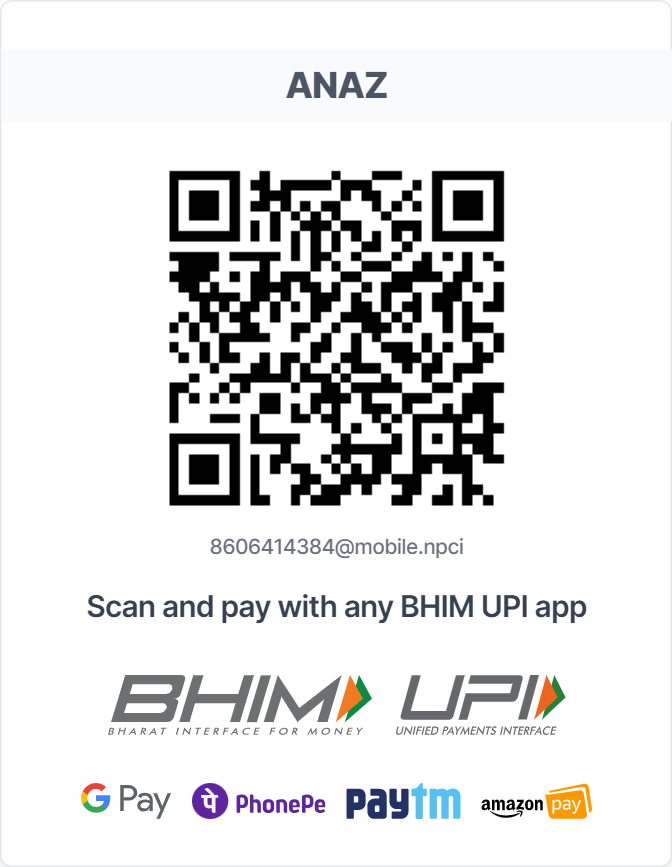 ANAZ
8606414384@mobile.npci
Scan and pay with any BHIM UPI app
BHIM UPI
BHARAT INTERFACE FOR MONEY UNIFIED PAYMENTS INTERFACE
G Pay पे PhonePe paytm amazon pay